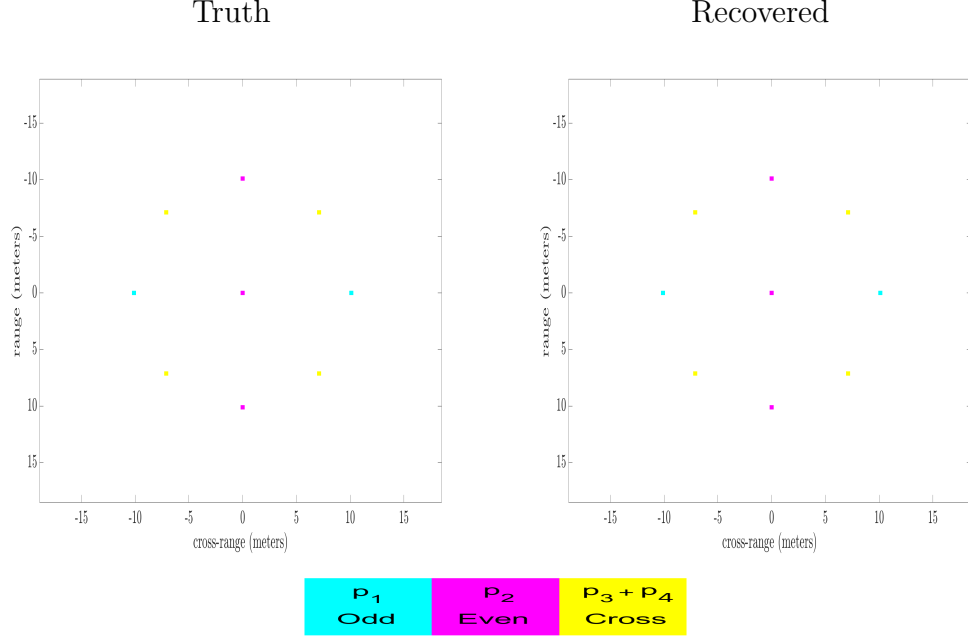 Truth Recovered
-15 -15
-10 -10
-5 -5
0 0
5 5
10 10
15 15
range (meters) range (meters)
-15 -10 -5 0 5 10 15 -15 -10 -5 0 5 10 15
cross-range (meters) cross-range (meters)
p1 p2 p3 + p4
Odd Even Cross